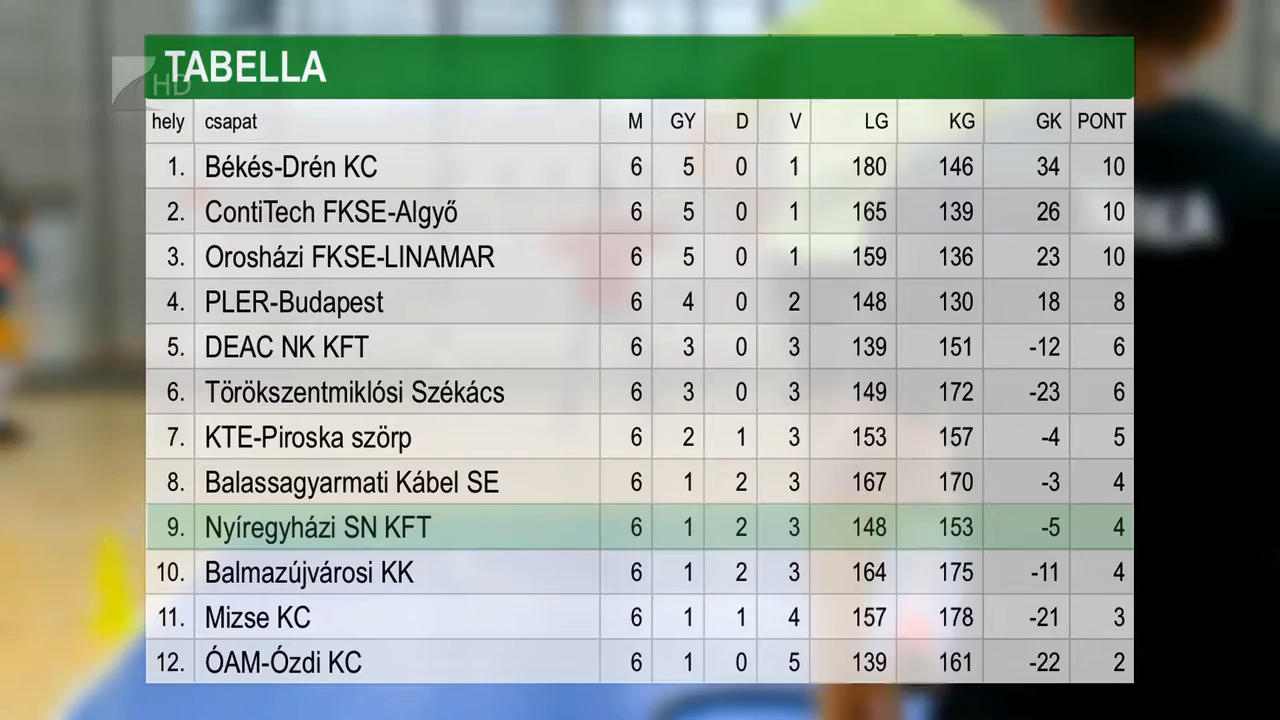 TABELLA
HD
hely csapat M GY D V LG KG GK PONT
1. Békés-Drén KC 6 5 0 1 180 146 34 10
2. ContiTech FKSE-Algyő 6 5 0 1 165 139 26 10
3. Orosházi FKSE-LINAMAR 6 5 0 1 159 136 23 10
4. PLER-Budapest 6 4 0 2 148 130 18 8
5. DEAC NK KFT 6 3 0 3 139 151 -12 6
6. Törökszentmiklósi Székács 6 3 0 3 149 172 -23 6
7. KTE-Piroska szörp 6 2 1 3 153 157 -4 5
8. Balassagyarmati Kábel SE 6 1 2 3 167 170 -3 4
9. Nyíregyházi SN KFT 6 1 2 3 148 153 -5 4
10. Balmazújvárosi KK 6 1 2 3 164 175 -11 4
11. Mizse KC 6 1 1 4 157 178 -21 3
12. ÓAM-Ózdi KC 6 1 0 5 139 161 -22 2